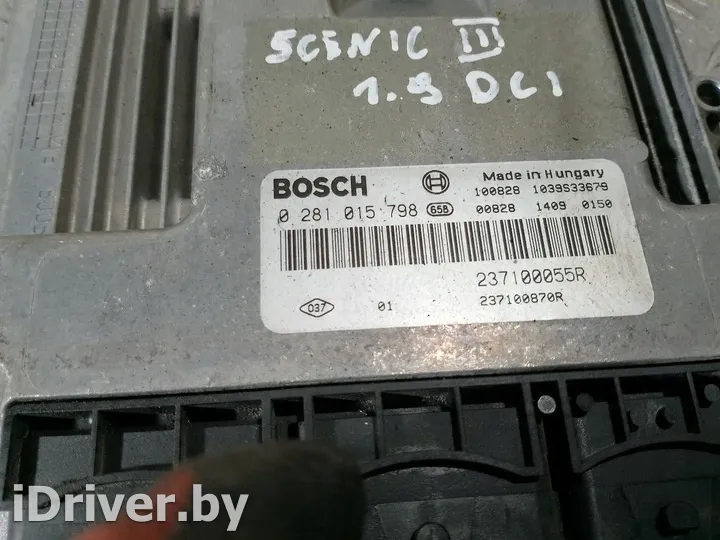 SCENIC III
1.9 DCI
BOSCH
Made in Hungary
100828 1039S33679
0 281 015 798 65B 00828 1409 0150
237100055R
037 01 237100870R
iDriver.by